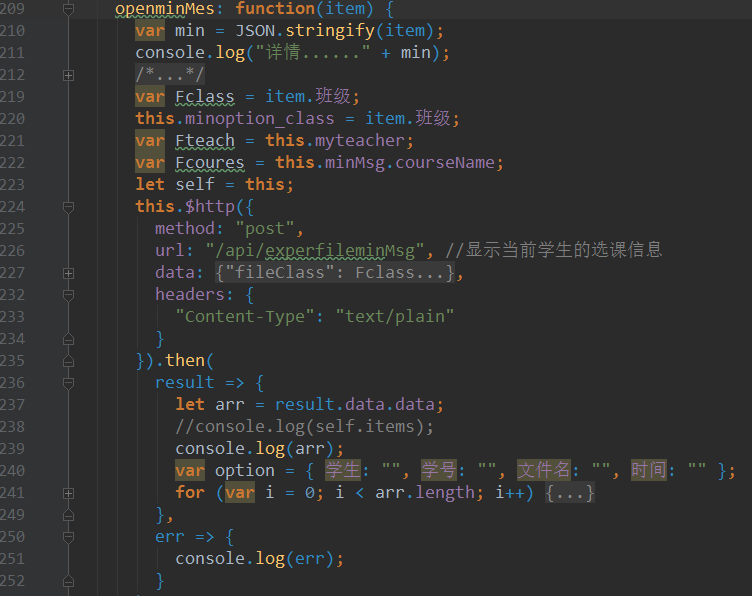 209 openminMes: function(item) {
210 var min = JSON.stringify(item);
211 console.log("详情......" + min);
212 /*...*/
219 var Fclass = item.班级;
220 this.minoption_class = item.班级;
221 var Fteach = this.myteacher;
222 var Fcoures = this.minMsg.courseName;
223 let self = this;
224 this.$http({
225 method: "post",
226 url: "/api/experfileminMsg", //显示当前学生的选课信息
227 data: {"fileClass": Fclass...},
232 headers: {
233 "Content-Type": "text/plain"
234 }
235 }).then(
236 result => {
237 let arr = result.data.data;
238 //console.log(self.items);
239 console.log(arr);
240 var option = { 学生: "", 学号: "", 文件名: "", 时间: "" };
241 for (var i = 0; i < arr.length; i++) {...}
249 },
250 err => {
251 console.log(err);
252 }